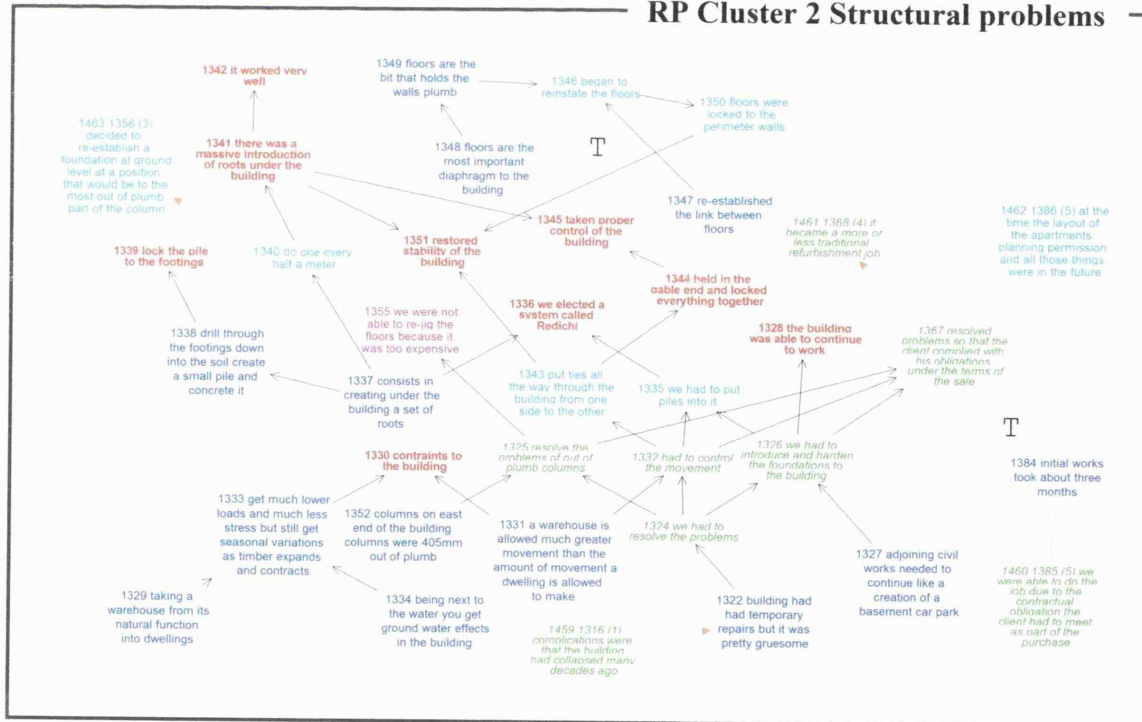 RP Cluster 2 Structural problems
1342 it worked very
well
1349 floors are the
bit that holds the
walls plumb
1346 began to
reinstate the floors
1350 floors were
locked to the
perimeter walls
1463 1356 (3)
decided to
re-establish a
foundation at ground
level at a position
that would be to the
most out of plumb
part of the column
1341 there was a
massive introduction
of roots under the
building
1348 floors are the
most important
diaphragm to the
building
T
1347 re-established
the link between
floors
1345 taken proper
control of the
building
1461 1368 (4) it
became a more or
less traditional
refurbishment job
1462 1386 (5) at the
time the layout of
the apartments,
planning permission
and all those things
were in the future
1339 lock the pile
to the footings
1340 do one every
half a meter
1351 restored
stability of the
building
1344 held in the
gable end and locked
everything together
1336 we elected a
system called
Redichi
1355 we were not
able to re-jig the
floors because it
was too expensive
1328 the building
was able to continue
to work
1367 resolved
problems so that the
client complied with
his obligations
under the terms of
the sale
1338 drill through
the footings down
into the soil create
a small pile and
concrete it
1337 consists in
creating under the
building a set of
roots
1343 put ties all
the way through the
building from one
side to the other
1335 we had to put
piles into it
T
1330 contraints to
the building
1325 resolve the
problems of out of
plumb columns
1332 had to control
the movement
1326 we had to
introduce and harden
the foundations to
the building
1384 initial works
took about three
months
1333 get much lower
loads and much less
stress but still get
seasonal variations
as timber expands
and contracts
1352 columns on east
end of the building
columns were 405mm
out of plumb
1331 a warehouse is
allowed much greater
movement than the
amount of movement a
dwelling is allowed
to make
1324 we had to
resolve the problems
1327 adjoining civil
works needed to
continue like a
creation of a
basement car park
1460 1385 (5) we
were able to do the
job due to the
contractual
obligation the
client had to meet
as part of the
purchase
1329 taking a
warehouse from its
natural function
into dwellings
1334 being next to
the water you get
ground water effects
in the building
1459 1316 (1)
complications were
that the building
had collapsed many
decades ago
1322 building had
had temporary
repairs but it was
pretty gruesome